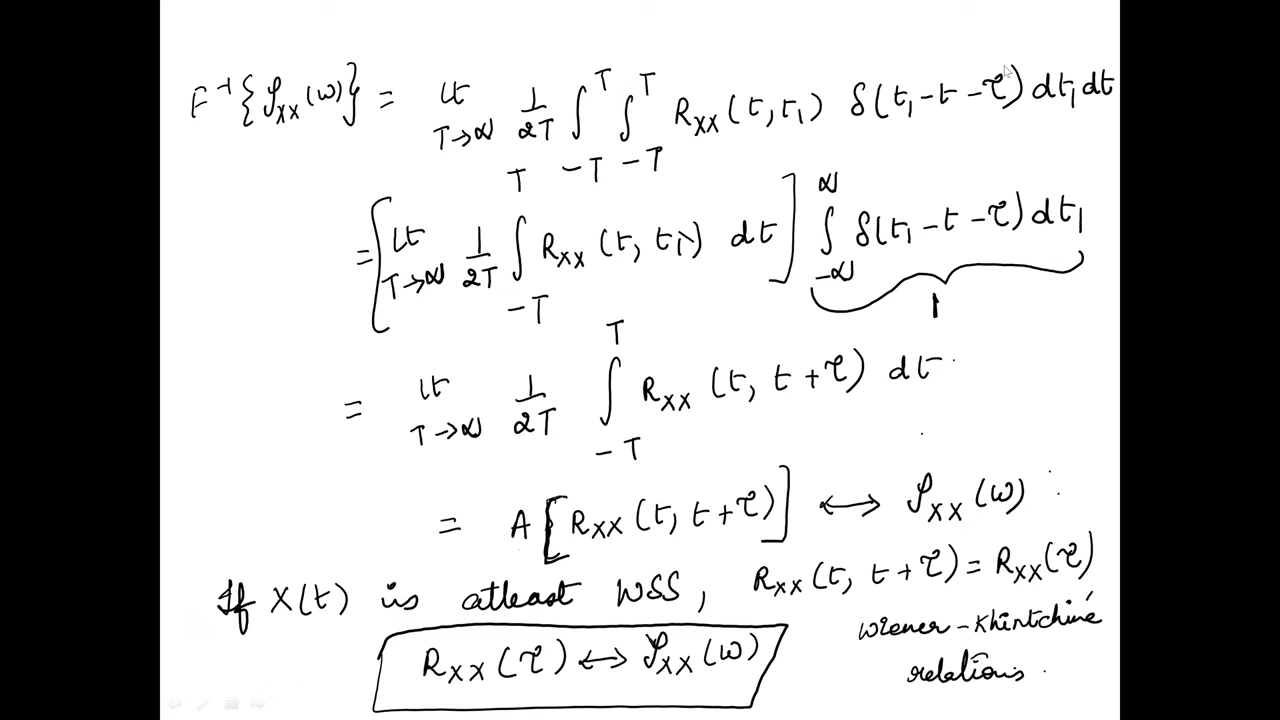 F⁻¹{𝒮_XX(ω)} = lt_{T→∞} 1/2T ∫_{-T}^{T} ∫_{-T}^{T} R_XX(t, t₁) δ(t₁ - t - τ) dt₁ dt
= [lt_{T→∞} 1/2T ∫_{-T}^{T} R_XX(t, t₁) dt] ∫_{-∞}^{∞} δ(t₁ - t - τ) dt₁
1
= lt_{T→∞} 1/2T ∫_{-T}^{T} R_XX(t, t + τ) dt.
= A[R_XX(t, t + τ)] ↔ 𝒮_XX(ω).
If X(t) is atleast WSS, R_XX(t, t + τ) = R_XX(τ)
R_XX(τ) ↔ 𝒮_XX(ω)
Wiener - Khintchine
relations.